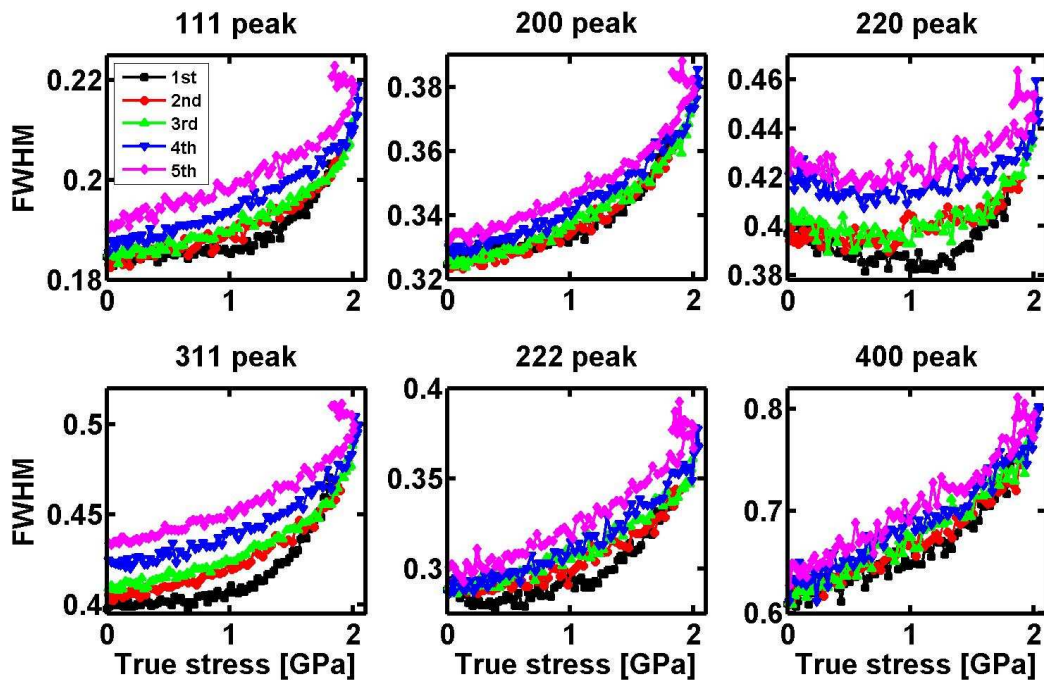 111 peak
200 peak
220 peak
FWHM
0.22
0.2
0.18
1st
2nd
3rd
4th
5th
0 1 2
0.38
0.36
0.34
0.32
0 1 2
0.46
0.44
0.42
0.4
0.38
0 1 2
311 peak
222 peak
400 peak
FWHM
0.5
0.45
0.4
0 1 2
True stress [GPa]
0.4
0.35
0.3
0 1 2
True stress [GPa]
0.8
0.7
0.6
0 1 2
True stress [GPa]